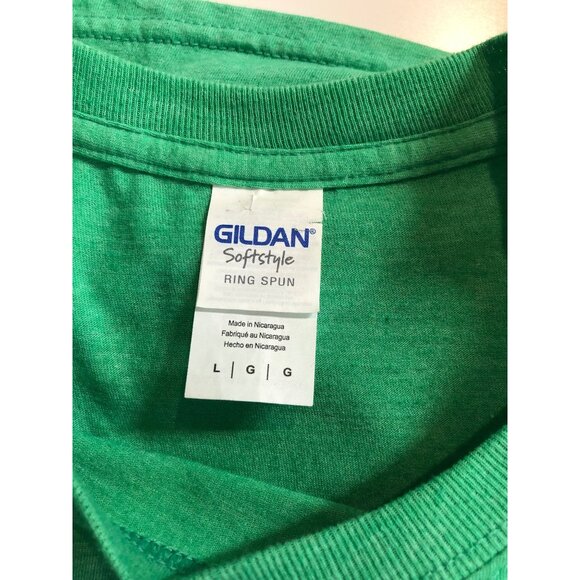 GILDAN®
Softstyle
RING SPUN
Made in Nicaragua
Fabriqué au Nicaragua
Hecho en Nicaragua
L | G | G